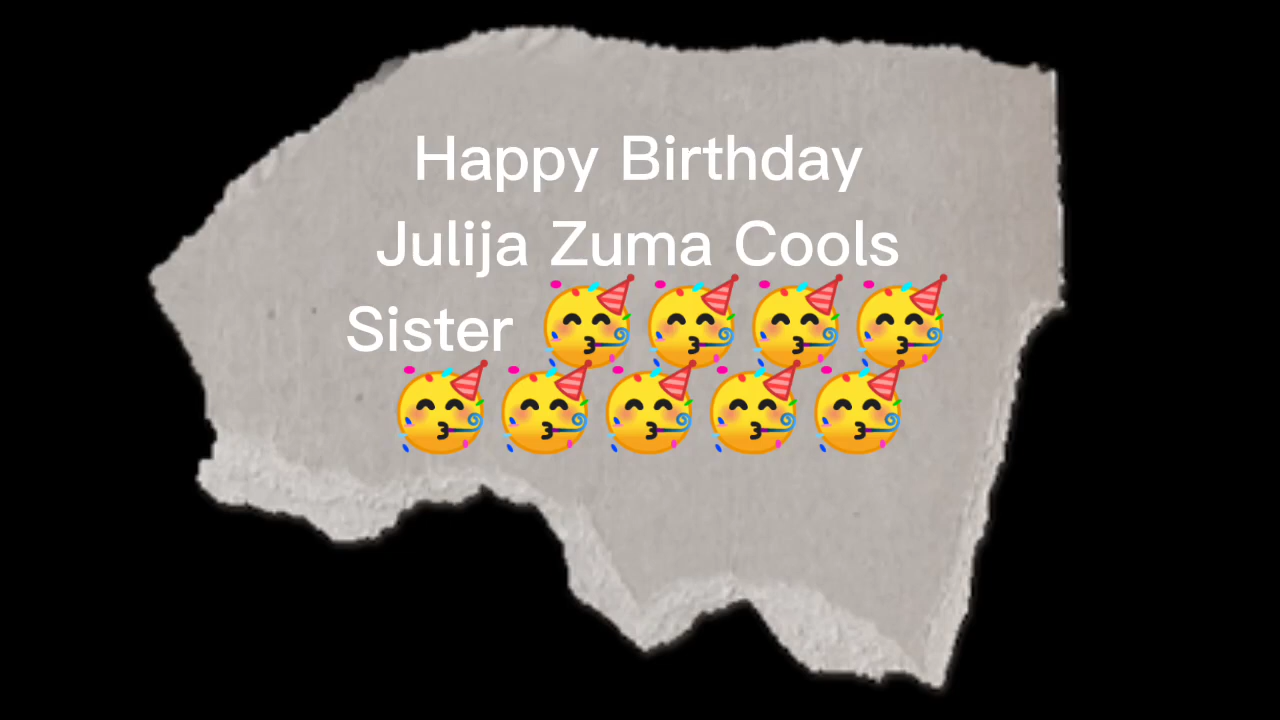 Happy Birthday
Julija Zuma Cools
Sister 🥳🥳🥳🥳
🥳🥳🥳🥳🥳